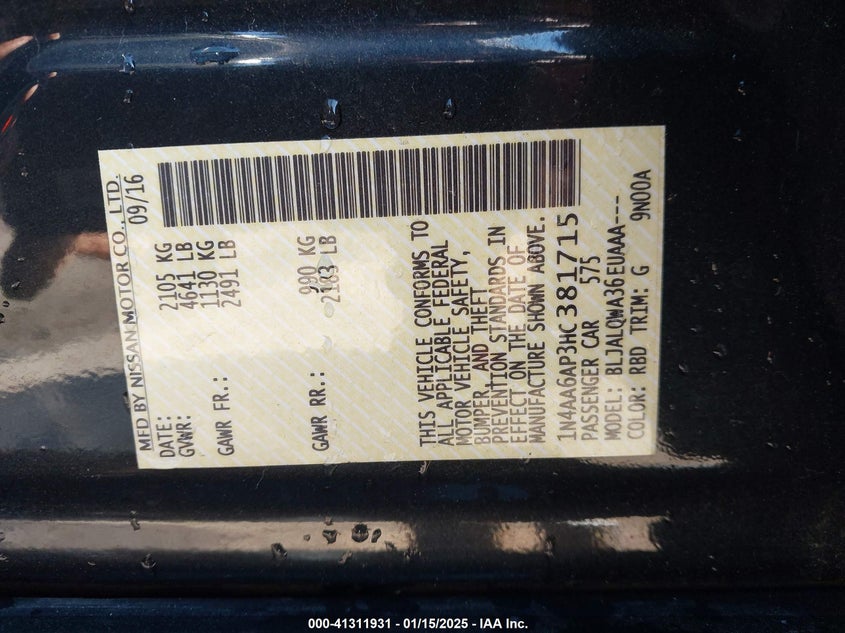 MFD BY NISSAN MOTOR CO., LTD.
DATE: 09/16
GVWR: 2105 KG
4641 LB
GAWR FR.: 1130 KG
2491 LB
GAWR RR.: 990 KG
2183 LB
THIS VEHICLE CONFORMS TO
ALL APPLICABLE FEDERAL
MOTOR VEHICLE SAFETY,
BUMPER, AND THEFT
PREVENTION STANDARDS IN
EFFECT ON THE DATE OF
MANUFACTURE SHOWN ABOVE.
1N4AA6AP3HC381715
PASSENGER CAR 575
MODEL: BLJALQWA36EUAAA---
COLOR: RBD TRIM: G 9N00A
000-41311931 - 01/15/2025 - IAA Inc.